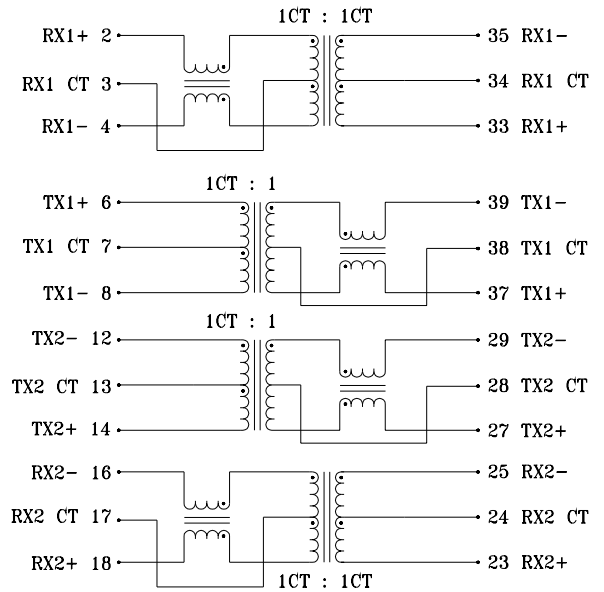 1CT : 1CT
RX1+ 2 35 RX1-
RX1 CT 3 34 RX1 CT
RX1- 4 33 RX1+
1CT : 1
TX1+ 6 39 TX1-
TX1 CT 7 38 TX1 CT
TX1- 8 37 TX1+
1CT : 1
TX2- 12 29 TX2-
TX2 CT 13 28 TX2 CT
TX2+ 14 27 TX2+
RX2- 16 25 RX2-
RX2 CT 17 24 RX2 CT
RX2+ 18 23 RX2+
1CT : 1CT